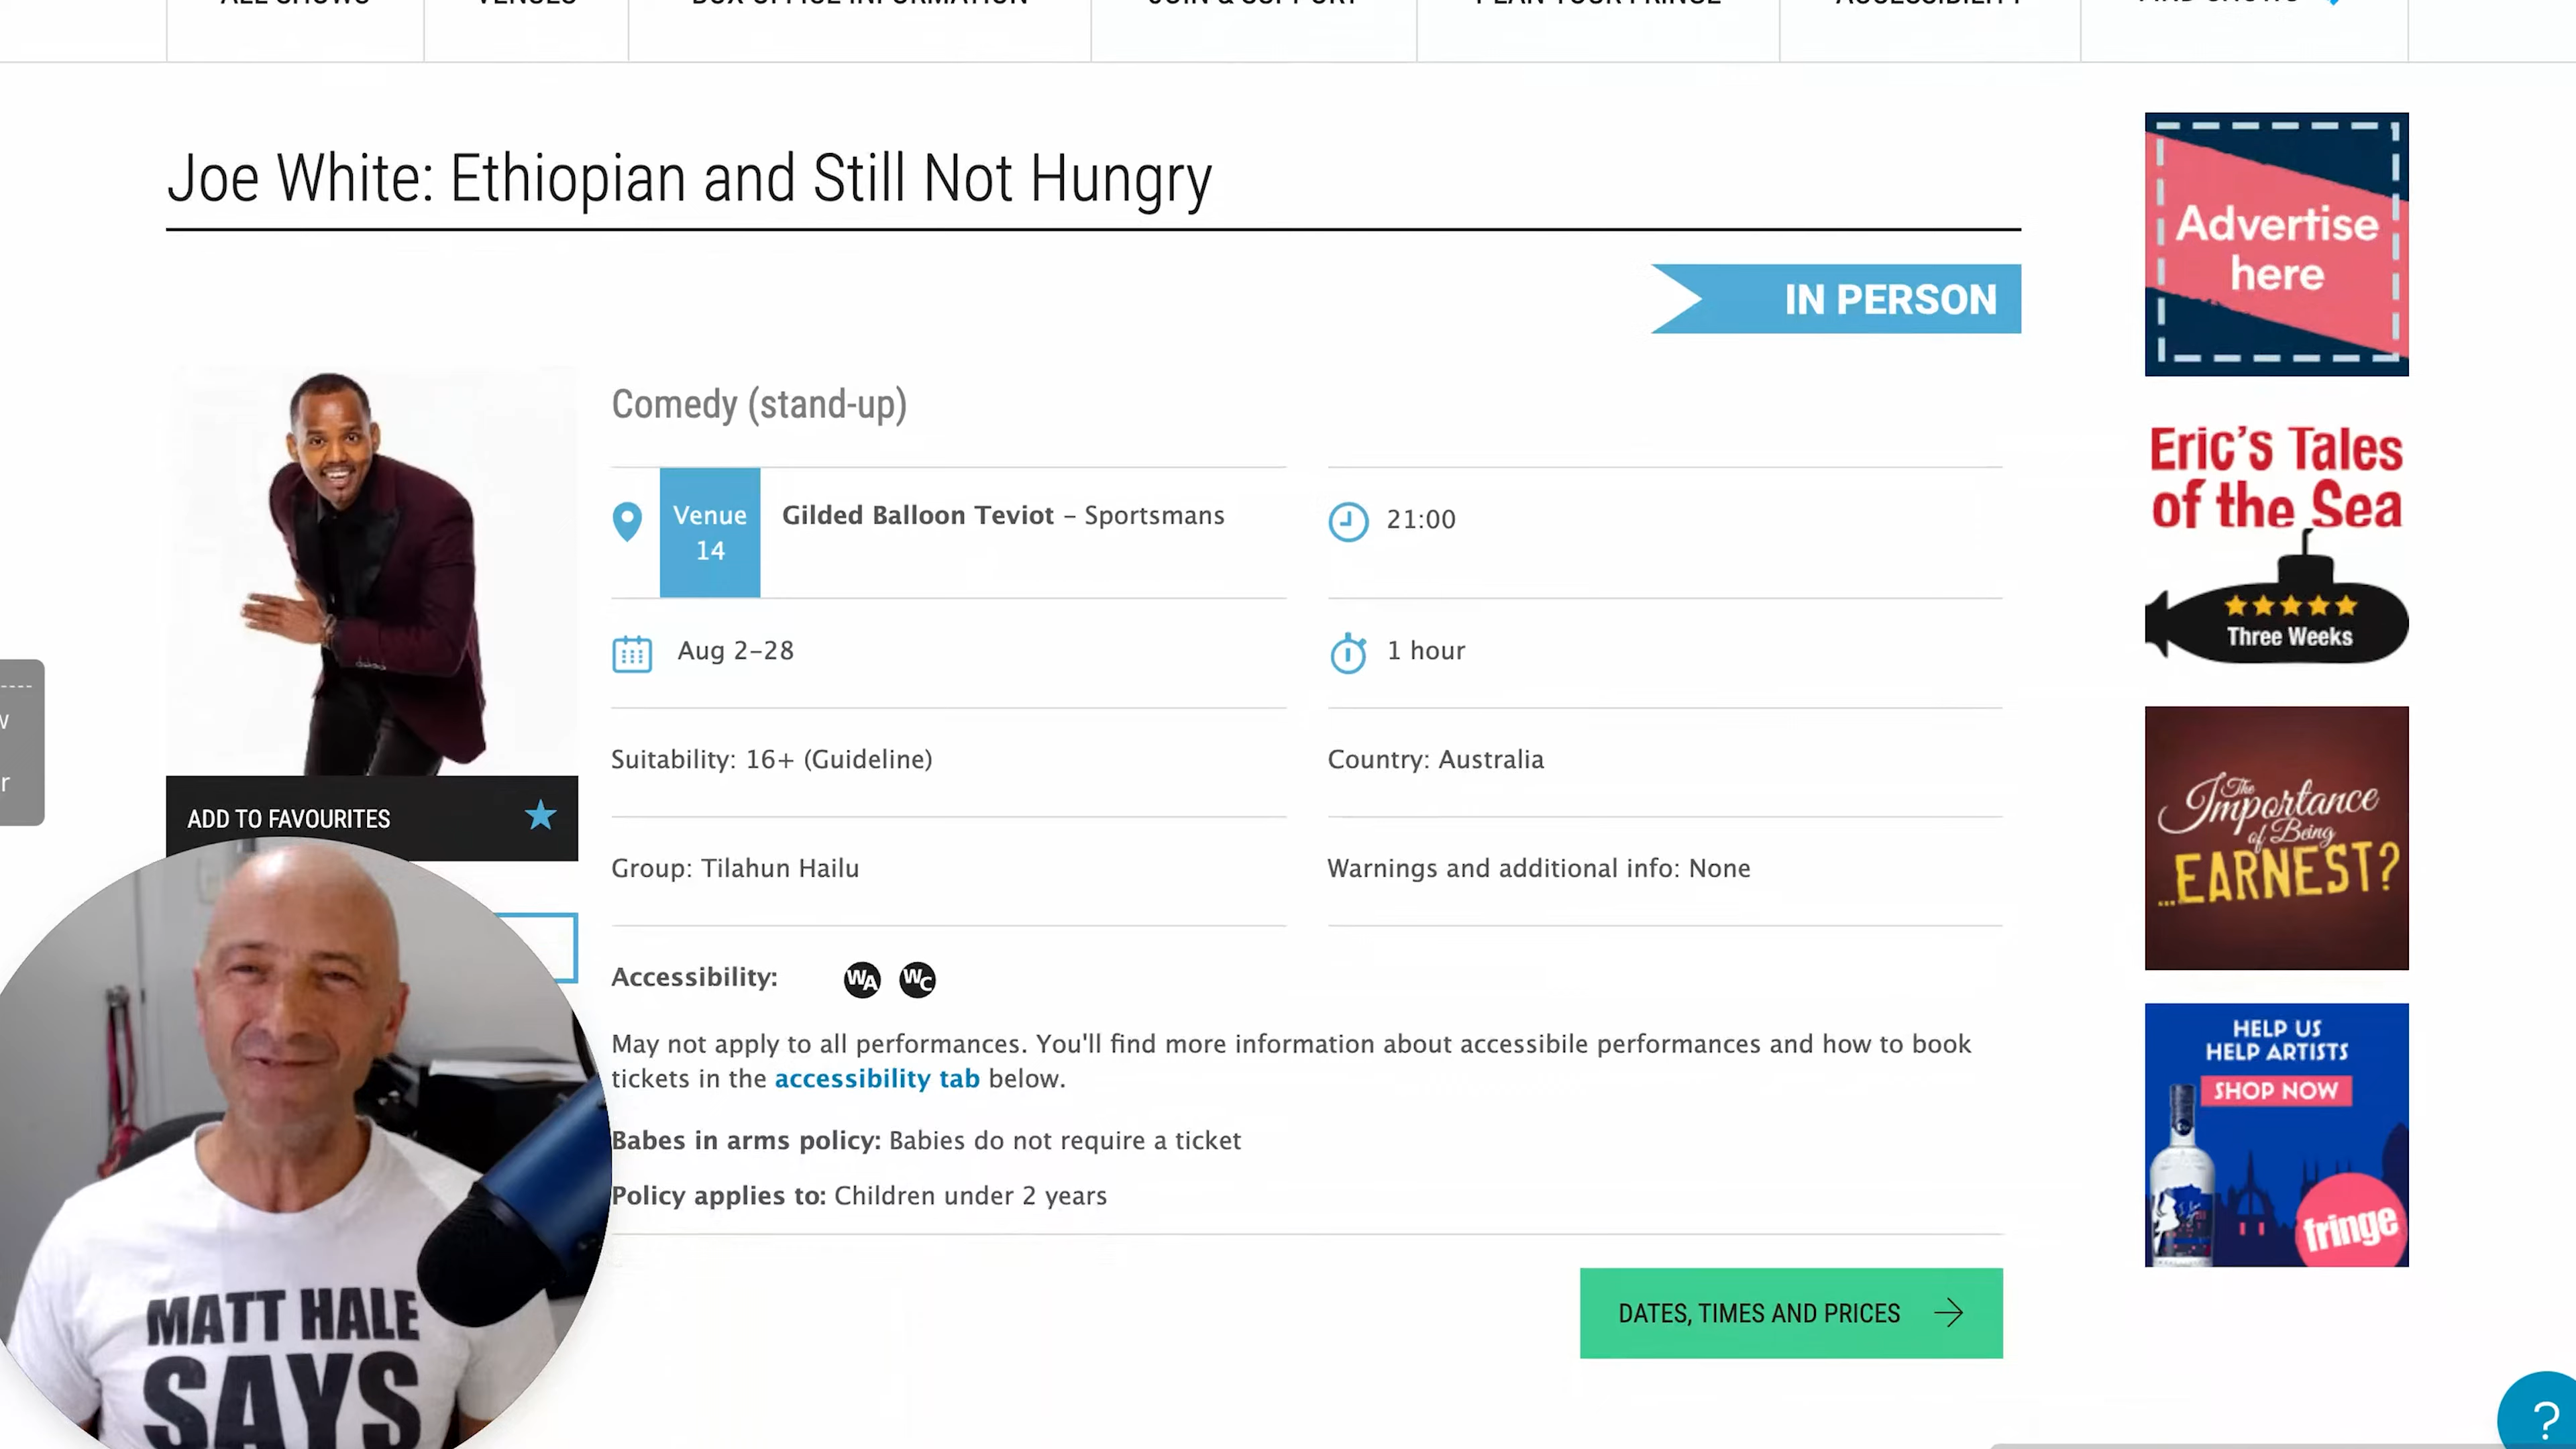 Joe White: Ethiopian and Still Not Hungry
IN PERSON
Comedy (stand-up)
Venue
14
Gilded Balloon Teviot – Sportsmans
21:00
Aug 2–28
1 hour
Suitability: 16+ (Guideline)
Country: Australia
ADD TO FAVOURITES
Group: Tilahun Hailu
Warnings and additional info: None
Accessibility:
WA
WC
May not apply to all performances. You'll find more information about accessibile performances and how to book
tickets in the accessibility tab below.
Babes in arms policy: Babies do not require a ticket
Policy applies to: Children under 2 years
DATES, TIMES AND PRICES
MATT HALE
SAYS
Advertise
here
Eric's Tales
of the Sea
Three Weeks
The
Importance
of Being
...EARNEST?
HELP US
HELP ARTISTS
SHOP NOW
fringe
?